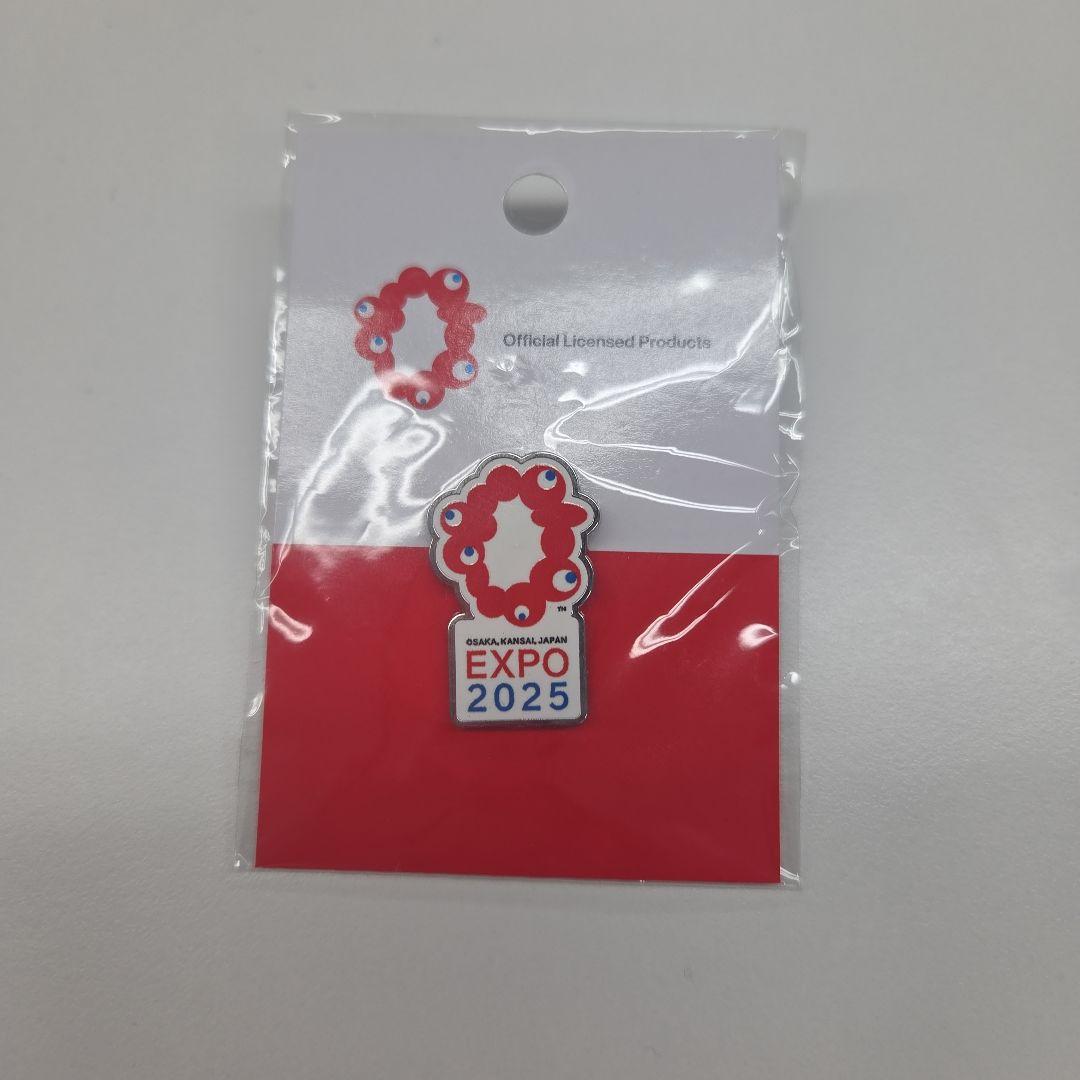 Official Licensed Products
TM
OSAKA, KANSAI, JAPAN
EXPO
2025